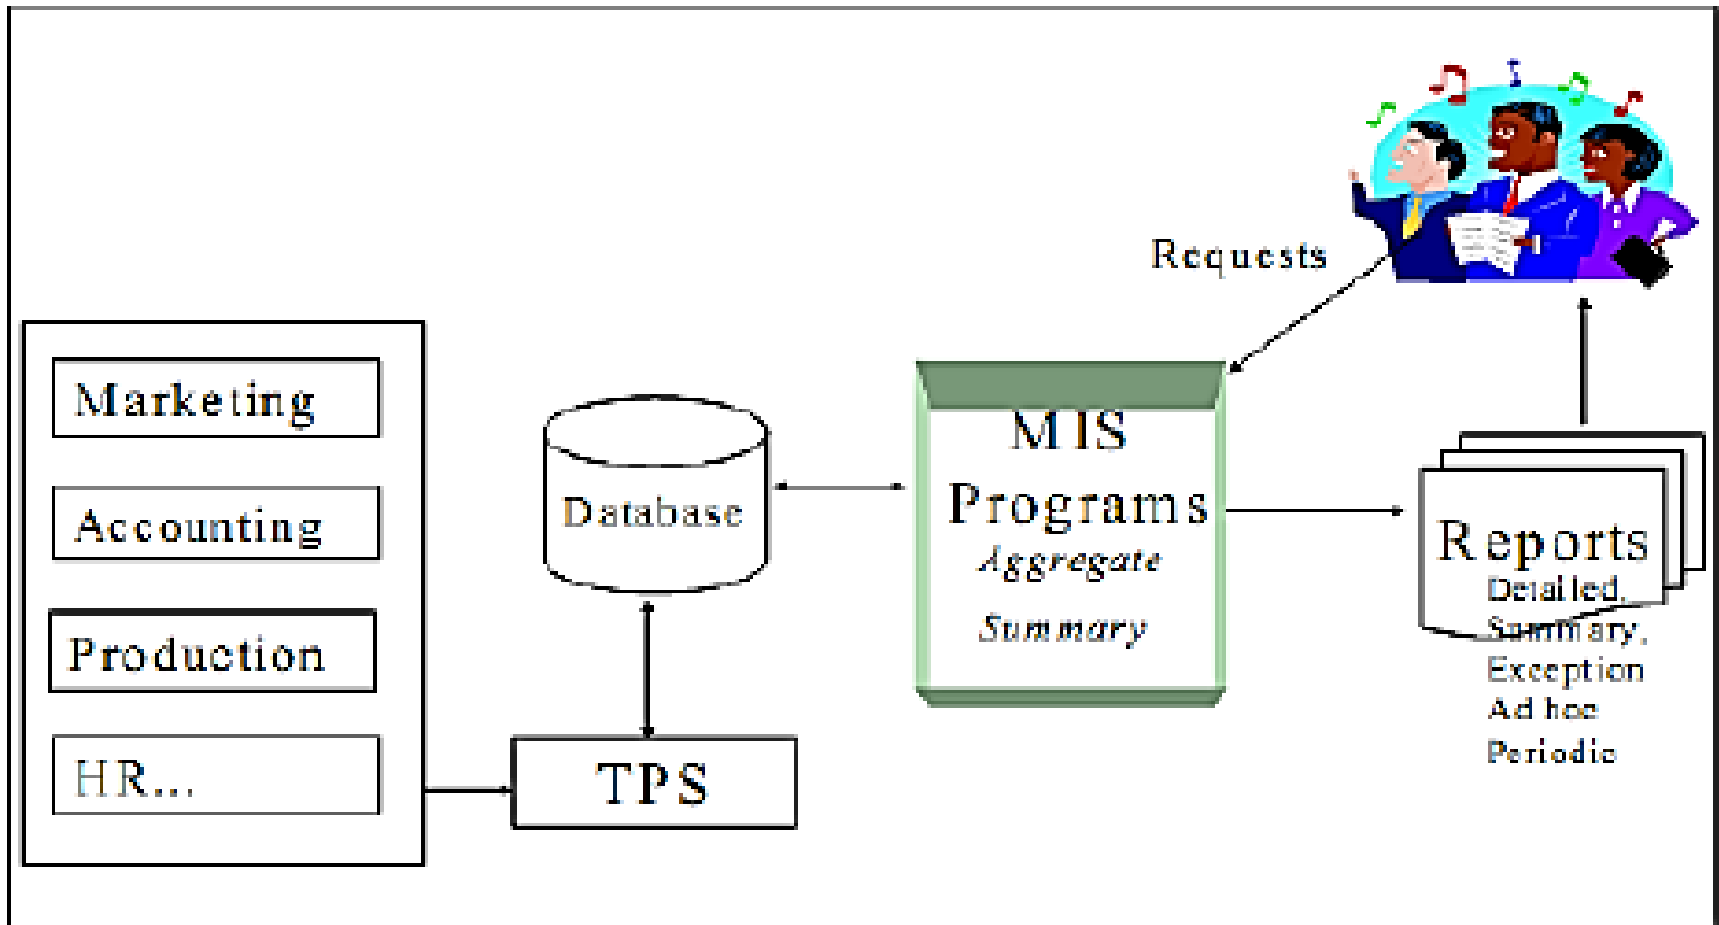 Requests
Marketing
Accounting
Production
HR...
Database
TPS
MIS
Programs
Aggregate
Summary
Reports
Detailed,
Summary,
Exception
Ad hoc
Periodic